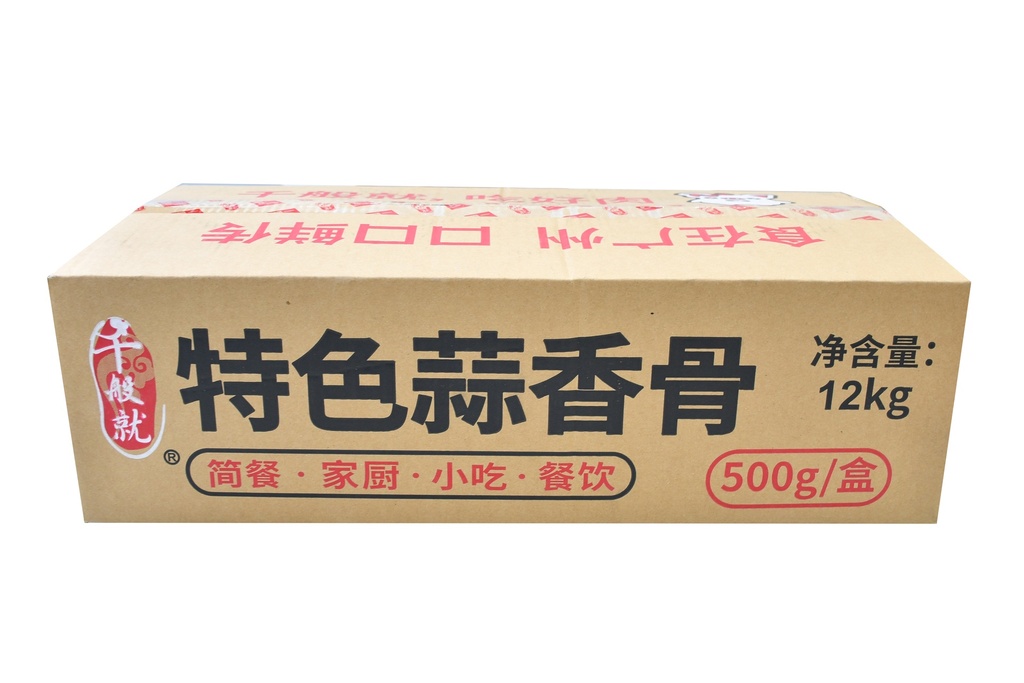 食在广州 口口鲜传
千
般
就
®
特色蒜香骨
净含量：
12kg
简餐·家厨·小吃·餐饮
500g/盒